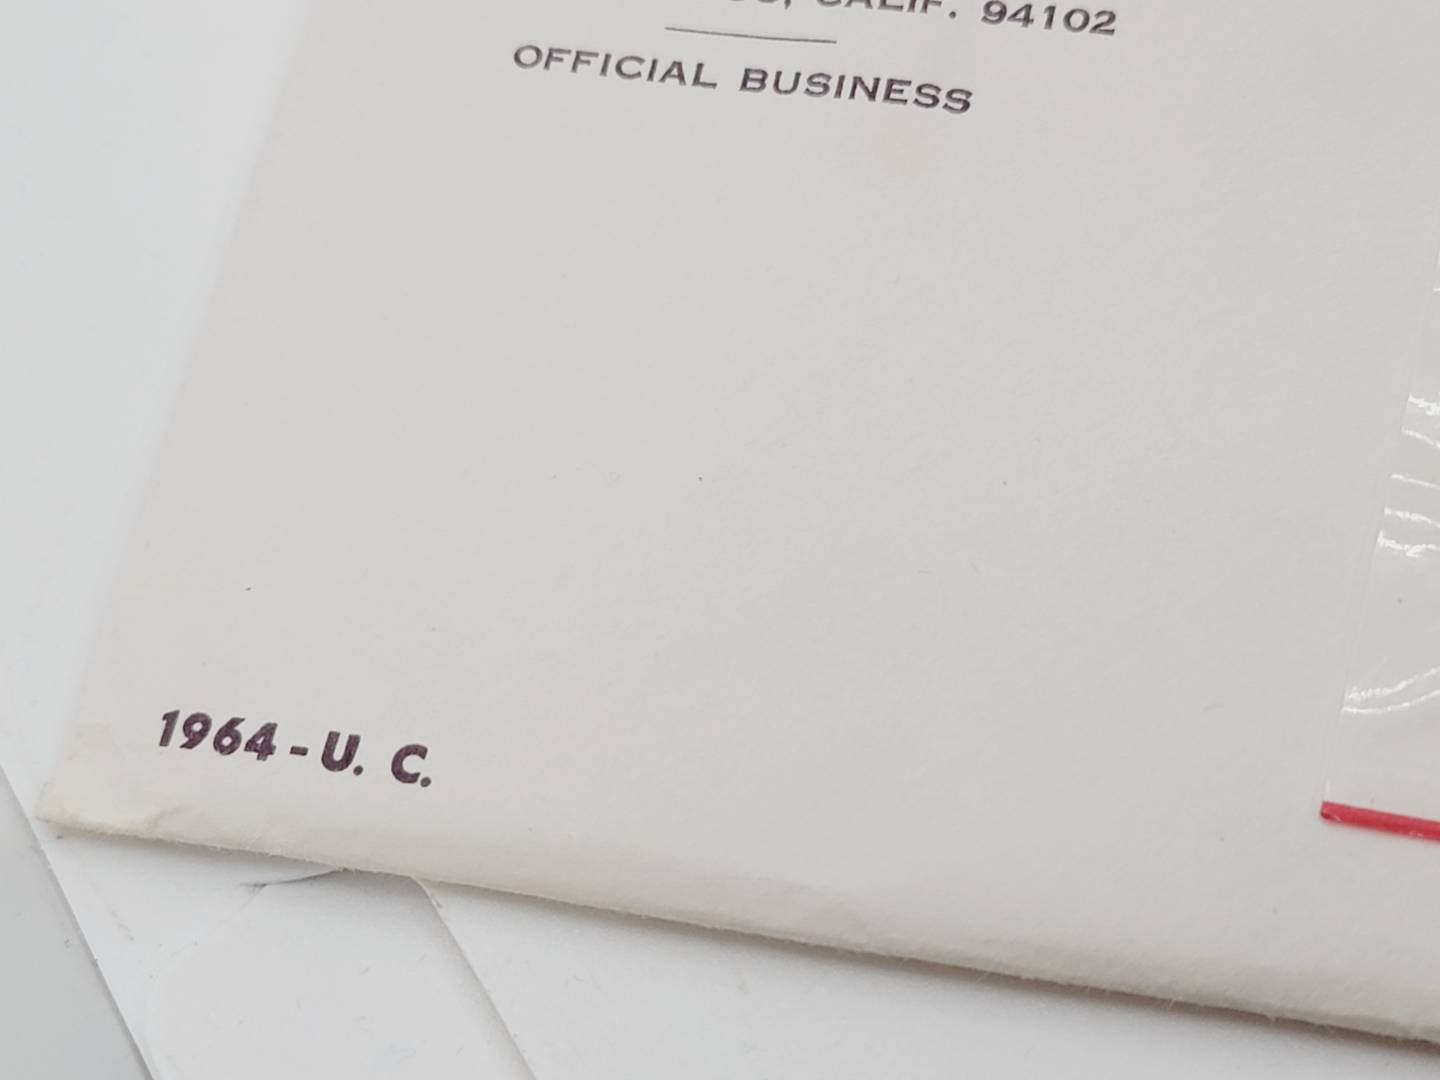 CALIF. 94102
OFFICIAL BUSINESS
1964-U. C.